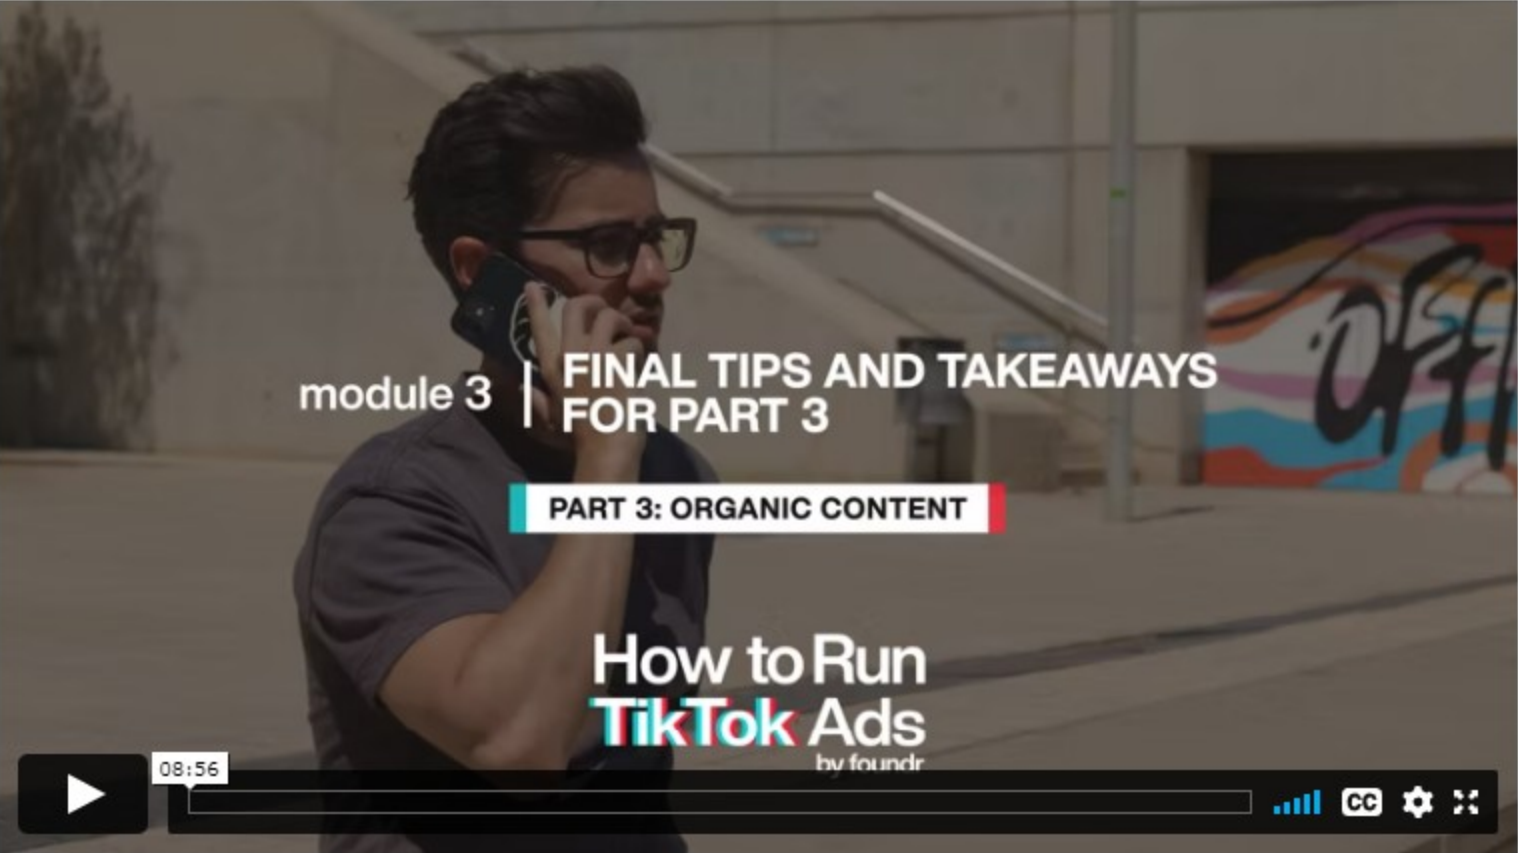 module 3
FINAL TIPS AND TAKEAWAYS
FOR PART 3
PART 3: ORGANIC CONTENT
How to Run
TikTok Ads
by foundr
08:56
CC